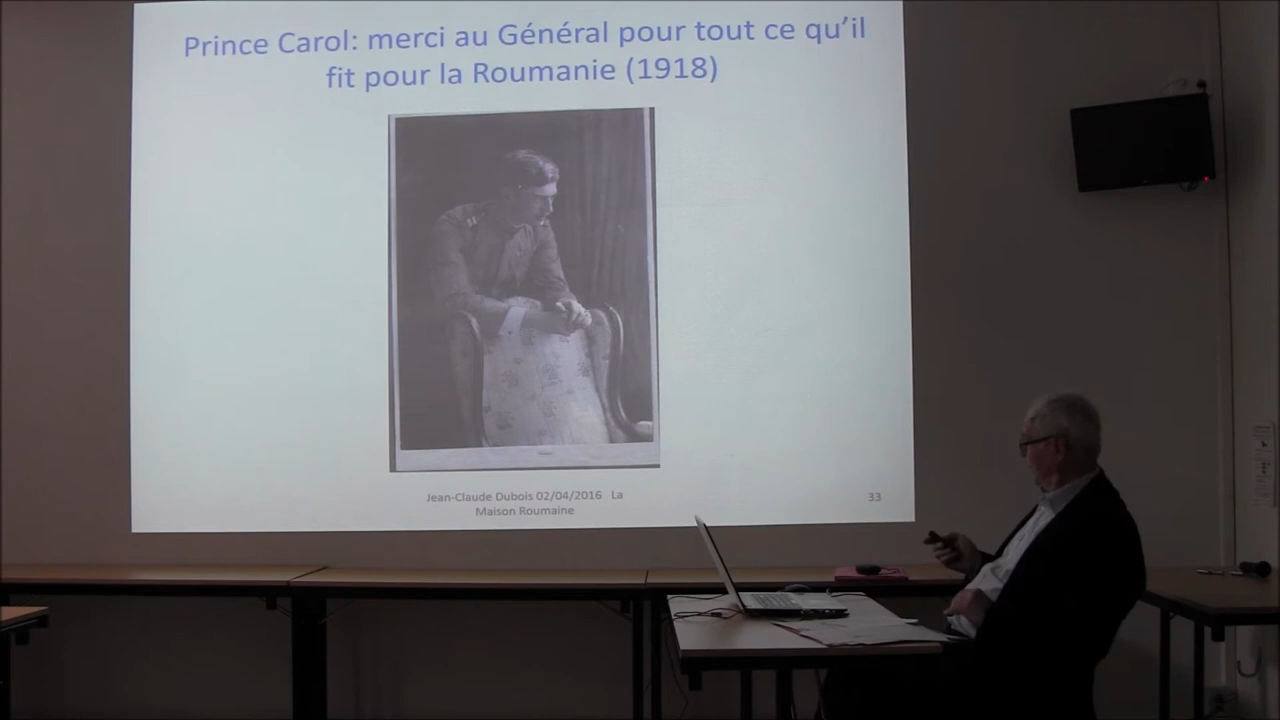 Prince Carol: merci au Général pour tout ce qu'il
fit pour la Roumanie (1918)
Jean-Claude Dubois 02/04/2016 La
Maison Roumaine
33